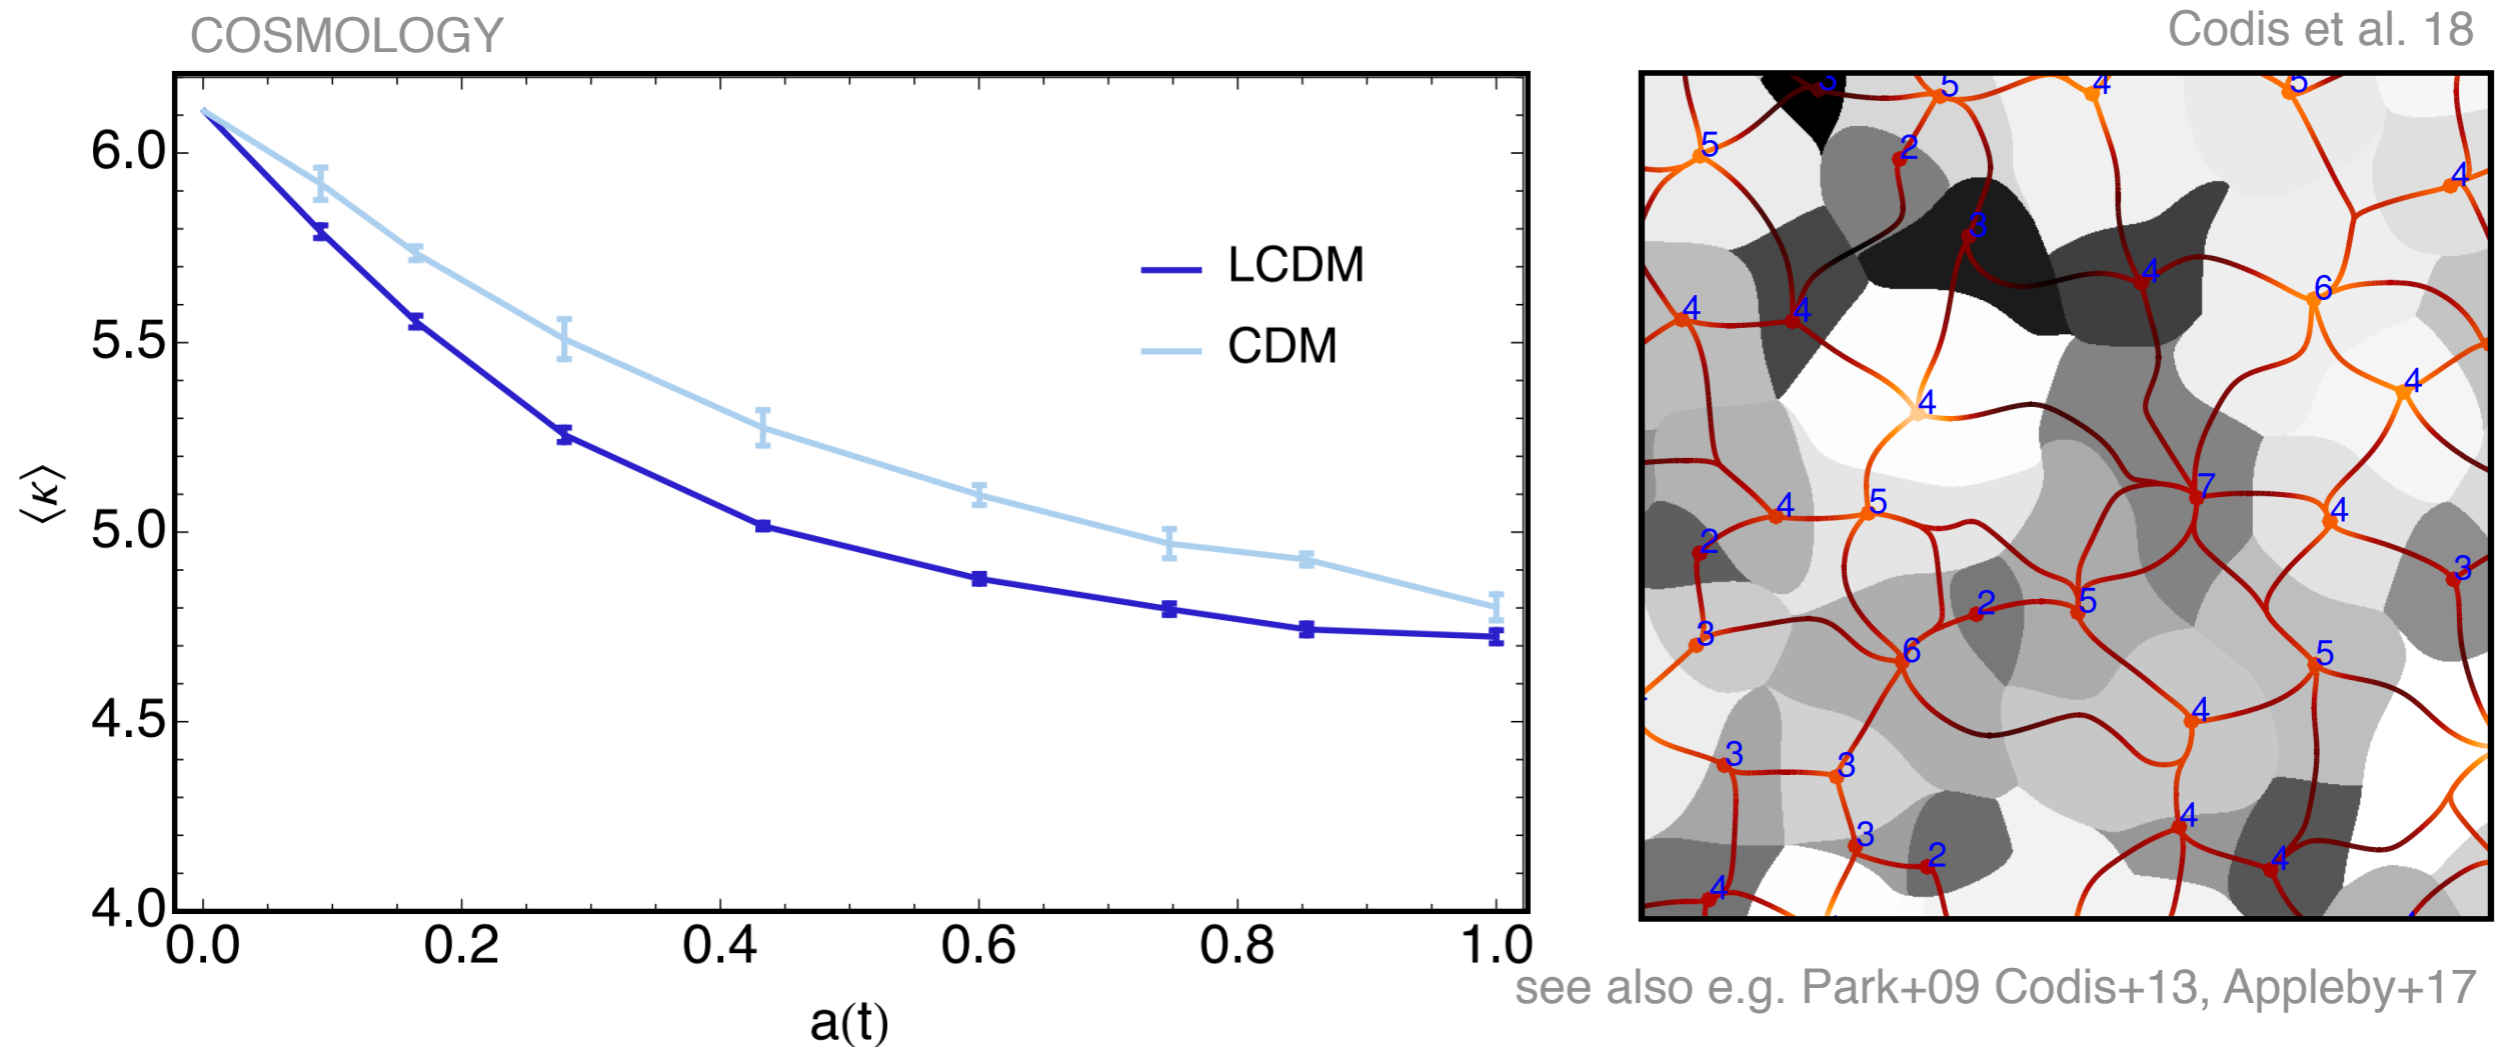 COSMOLOGY
Codis et al. 18
6.0
5.5
5.0
4.5
4.0
⟨κ⟩
0.0 0.2 0.4 0.6 0.8 1.0
a(t)
LCDM
CDM
3 5 4 5
5 2 4
3
4 4 4 6
4 4
7
4 5 4
2 3
2 5
3 6 5
4
3 3
4
3 2 4
4
see also e.g. Park+09 Codis+13, Appleby+17